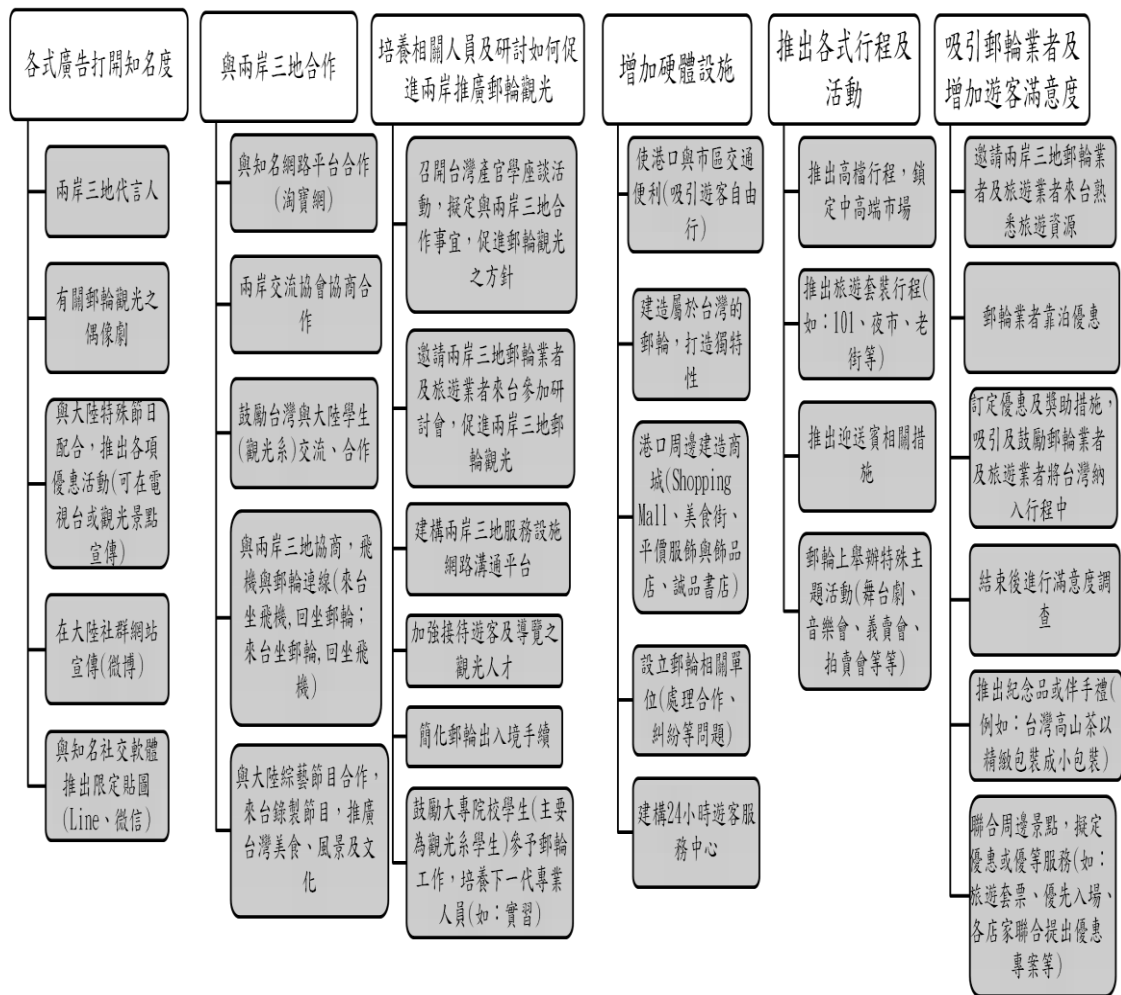 各式廣告打開知名度
兩岸三地代言人
有關郵輪觀光之
偶像劇
與大陸特殊節日
配合，推出各項
優惠活動(可在電
視台或觀光景點
宣傳)
在大陸社群網站
宣傳(微博)
與知名社交軟體
推出限定貼圖
(Line、微信)
與兩岸三地合作
與知名網路平台合作
(淘寶網)
兩岸交流協會協商合
作
鼓勵台灣與大陸學生
(觀光系)交流、合作
與兩岸三地協商，飛
機與郵輪連線(來台
坐飛機,回坐郵輪；
來台坐郵輪,回坐飛
機)
與大陸綜藝節目合作，
來台錄製節目，推廣
台灣美食、風景及文
化
培養相關人員及研討如何促
進兩岸推廣郵輪觀光
召開台灣產官學座談活
動，擬定與兩岸三地合
作事宜，促進郵輪觀光
之方針
邀請兩岸三地郵輪業者
及旅遊業者來台參加研
討會，促進兩岸三地郵
輪觀光
建構兩岸三地服務設施
網路溝通平台
加強接待遊客及導覽之
觀光人才
簡化郵輪出入境手續
鼓勵大專院校學生(主要
為觀光系學生)參予郵輪
工作，培養下一代專業
人員(如：實習)
增加硬體設施
使港口與市區交通
便利(吸引遊客自由
行)
建造屬於台灣的
郵輪，打造獨特
性
港口周邊建造商
城(Shopping
Mall、美食街、
平價服飾與飾品
店、誠品書店)
設立郵輪相關單
位(處理合作、
糾紛等問題)
建構24小時遊客服
務中心
推出各式行程及
活動
推出高檔行程，鎖
定中高端市場
推出旅遊套裝行程(
如：101、夜市、老
街等)
推出迎送賓相關措
施
郵輪上舉辦特殊主
題活動(舞台劇、
音樂會、義賣會、
拍賣會等等)
吸引郵輪業者及
增加遊客滿意度
邀請兩岸三地郵輪業
者及旅遊業者來台熟
悉旅遊資源
郵輪業者靠泊優惠
訂定優惠及獎助措施，
吸引及鼓勵郵輪業者
及旅遊業者將台灣納
入行程中
結束後進行滿意度調
查
推出紀念品或伴手禮(
例如：台灣高山茶以
精緻包裝成小包裝)
聯合周邊景點，擬定
優惠或優等服務(如：
旅遊套票、優先入場、
各店家聯合提出優惠
專案等)